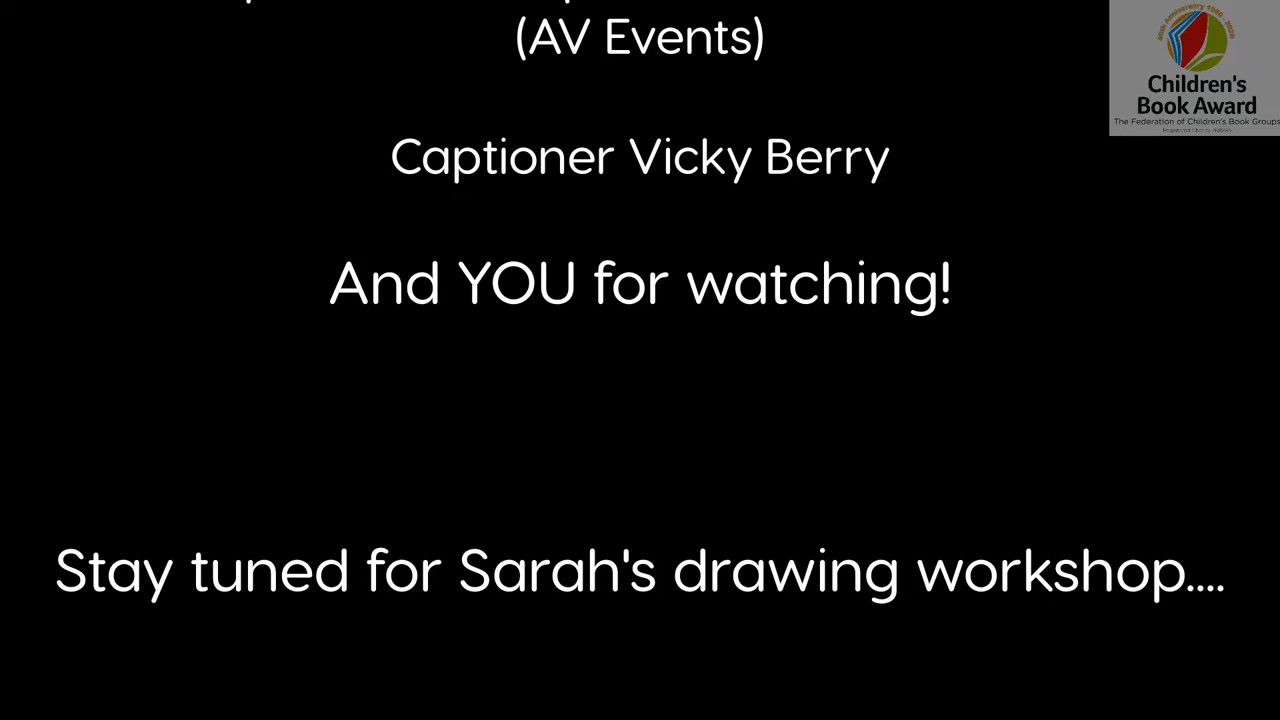 (AV Events)
Captioner Vicky Berry
And YOU for watching!
Stay tuned for Sarah's drawing workshop....
Children's
Book Award
The Federation of Children's Book Groups